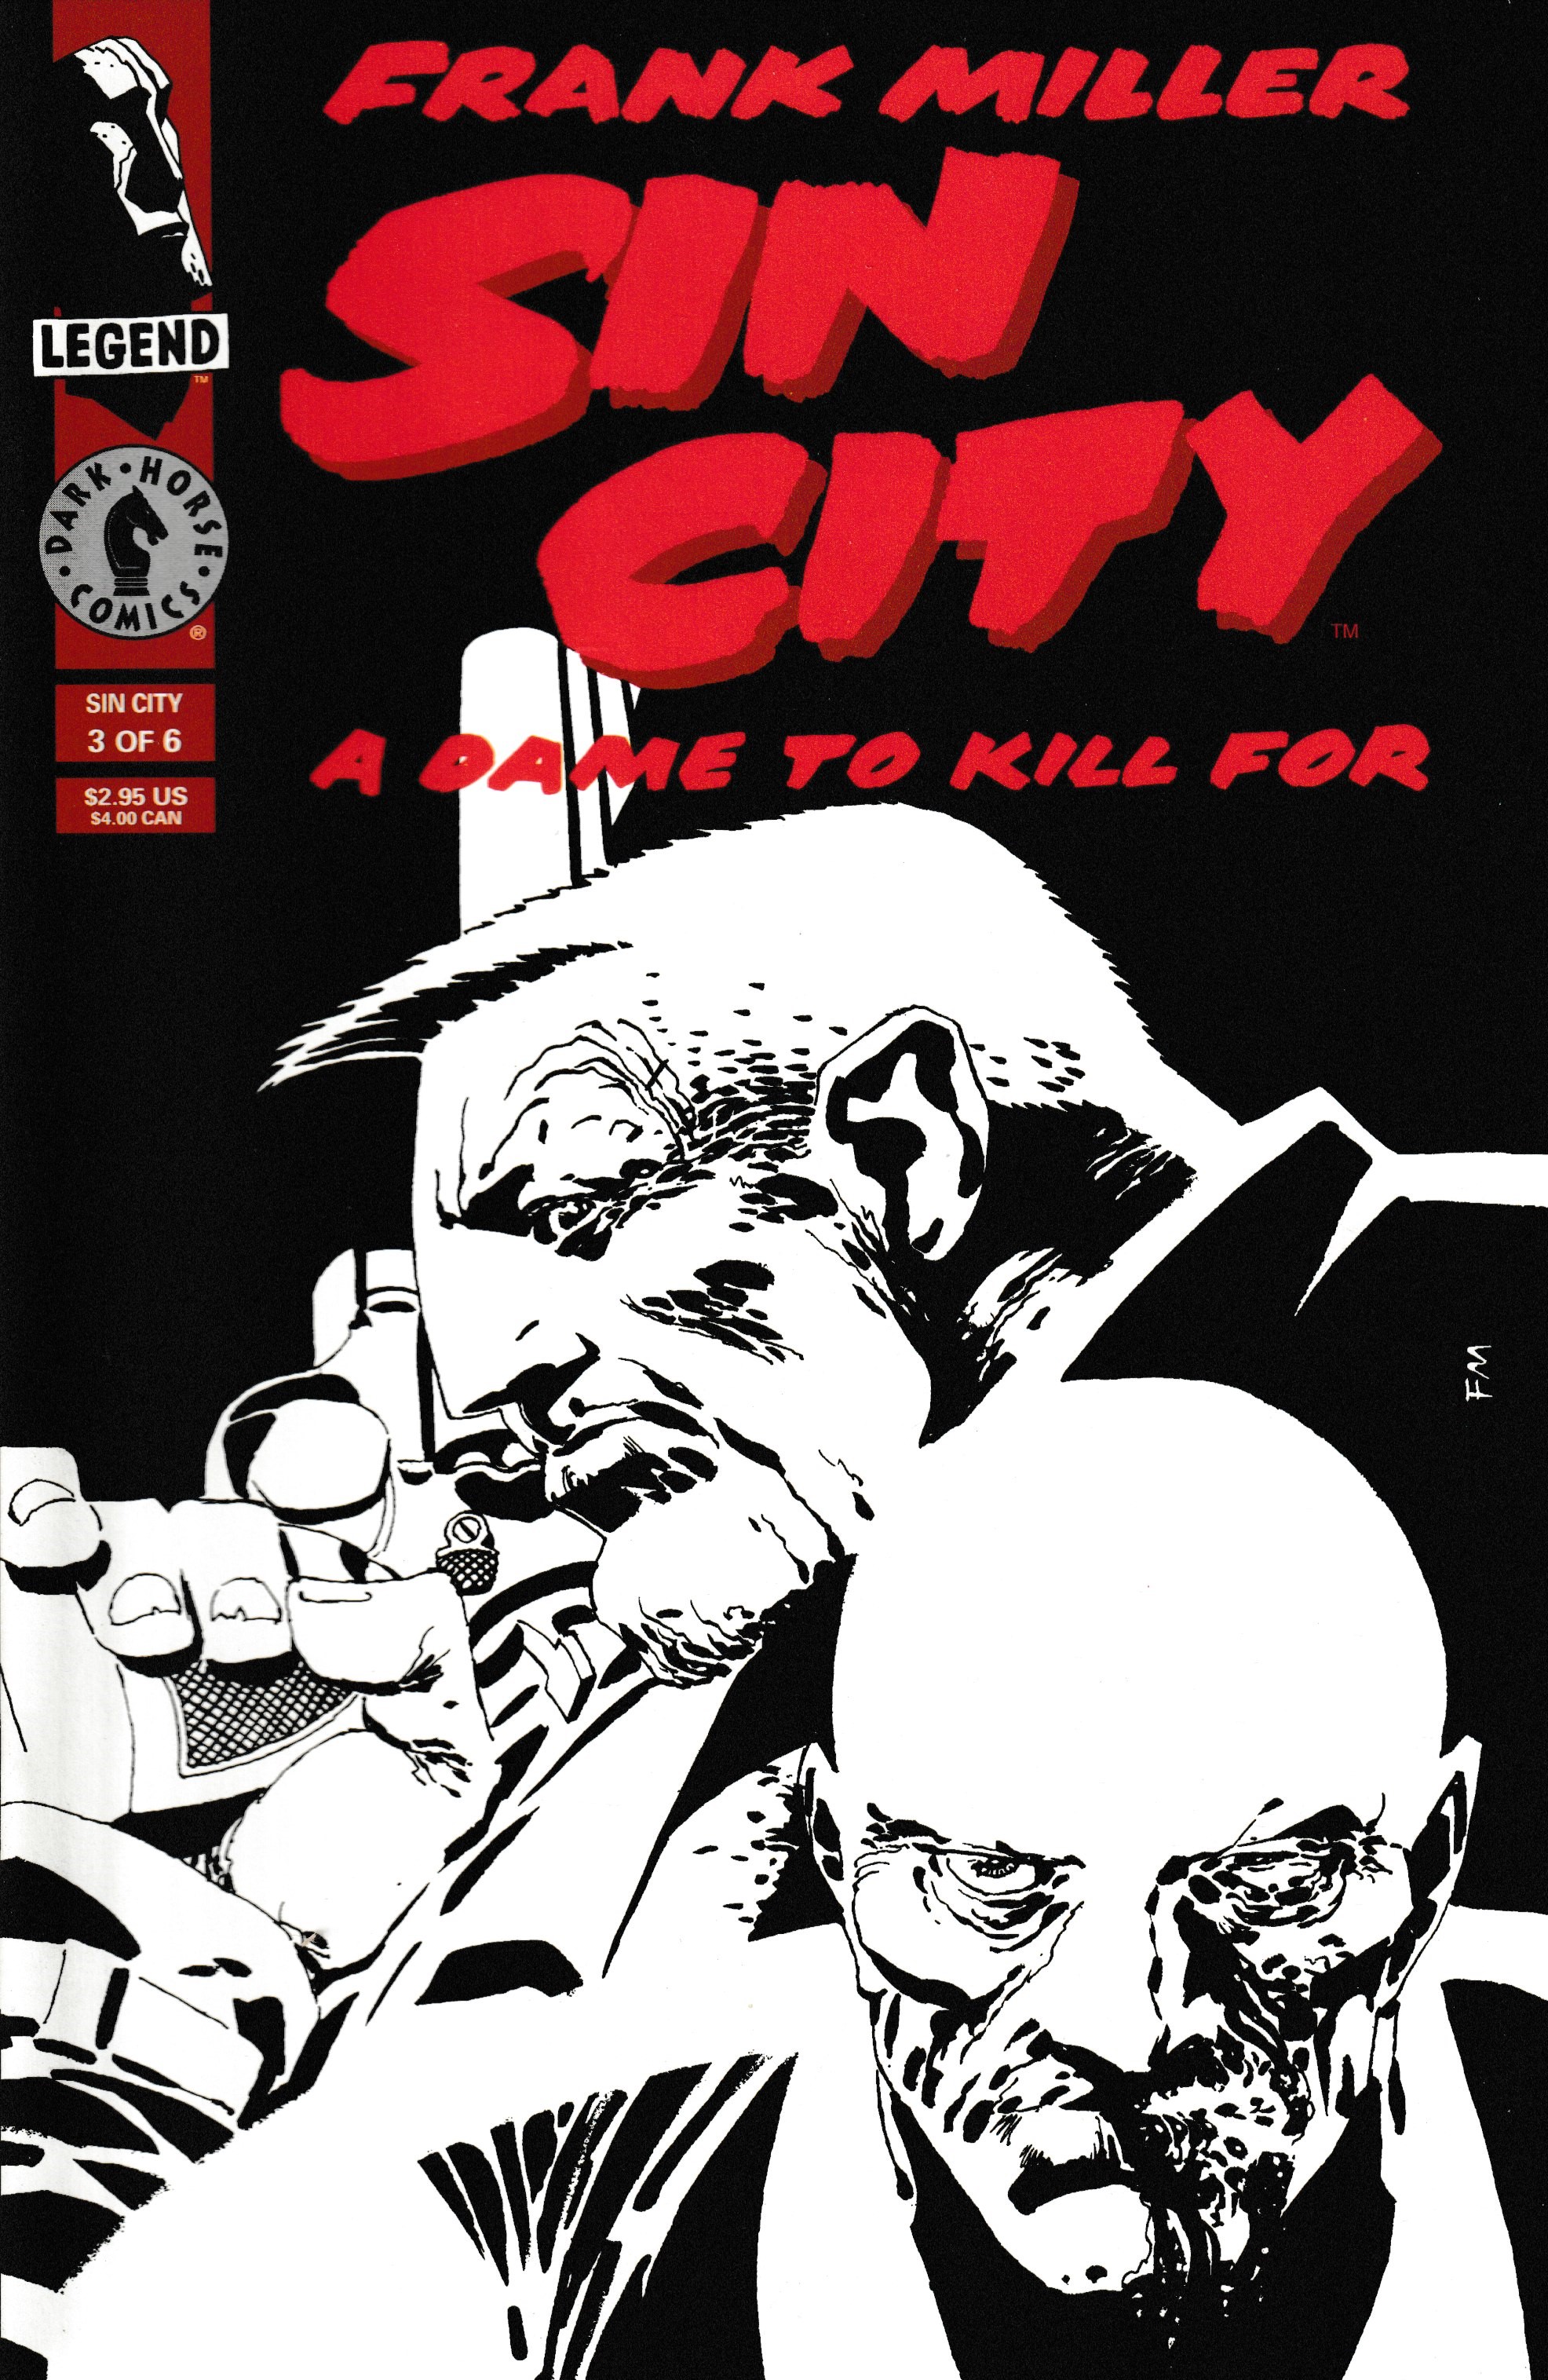 FRANK MILLER
SIN
CITY
TM
A DAME TO KILL FOR
LEGEND
TM
DARK · HORSE · COMICS ·
®
SIN CITY
3 OF 6
$2.95 US
$4.00 CAN
FM